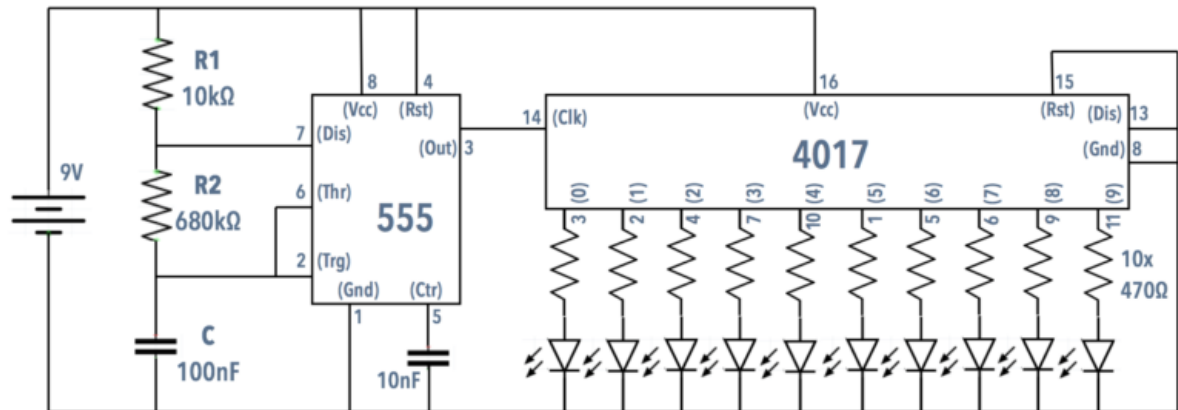 R1
10kΩ
8
4
(Vcc)
(Rst)
7
(Dis)
(Out)
3
9V
R2
680kΩ
6
(Thr)
555
2
(Trg)
(Gnd)
(Ctr)
1
5
C
100nF
10nF
16
15
14
(Clk)
(Vcc)
(Rst)
(Dis)
13
4017
(Gnd)
8
(0)
(1)
(2)
(3)
(4)
(5)
(6)
(7)
(8)
(9)
3
2
4
7
10
1
5
6
9
11
10x
470Ω